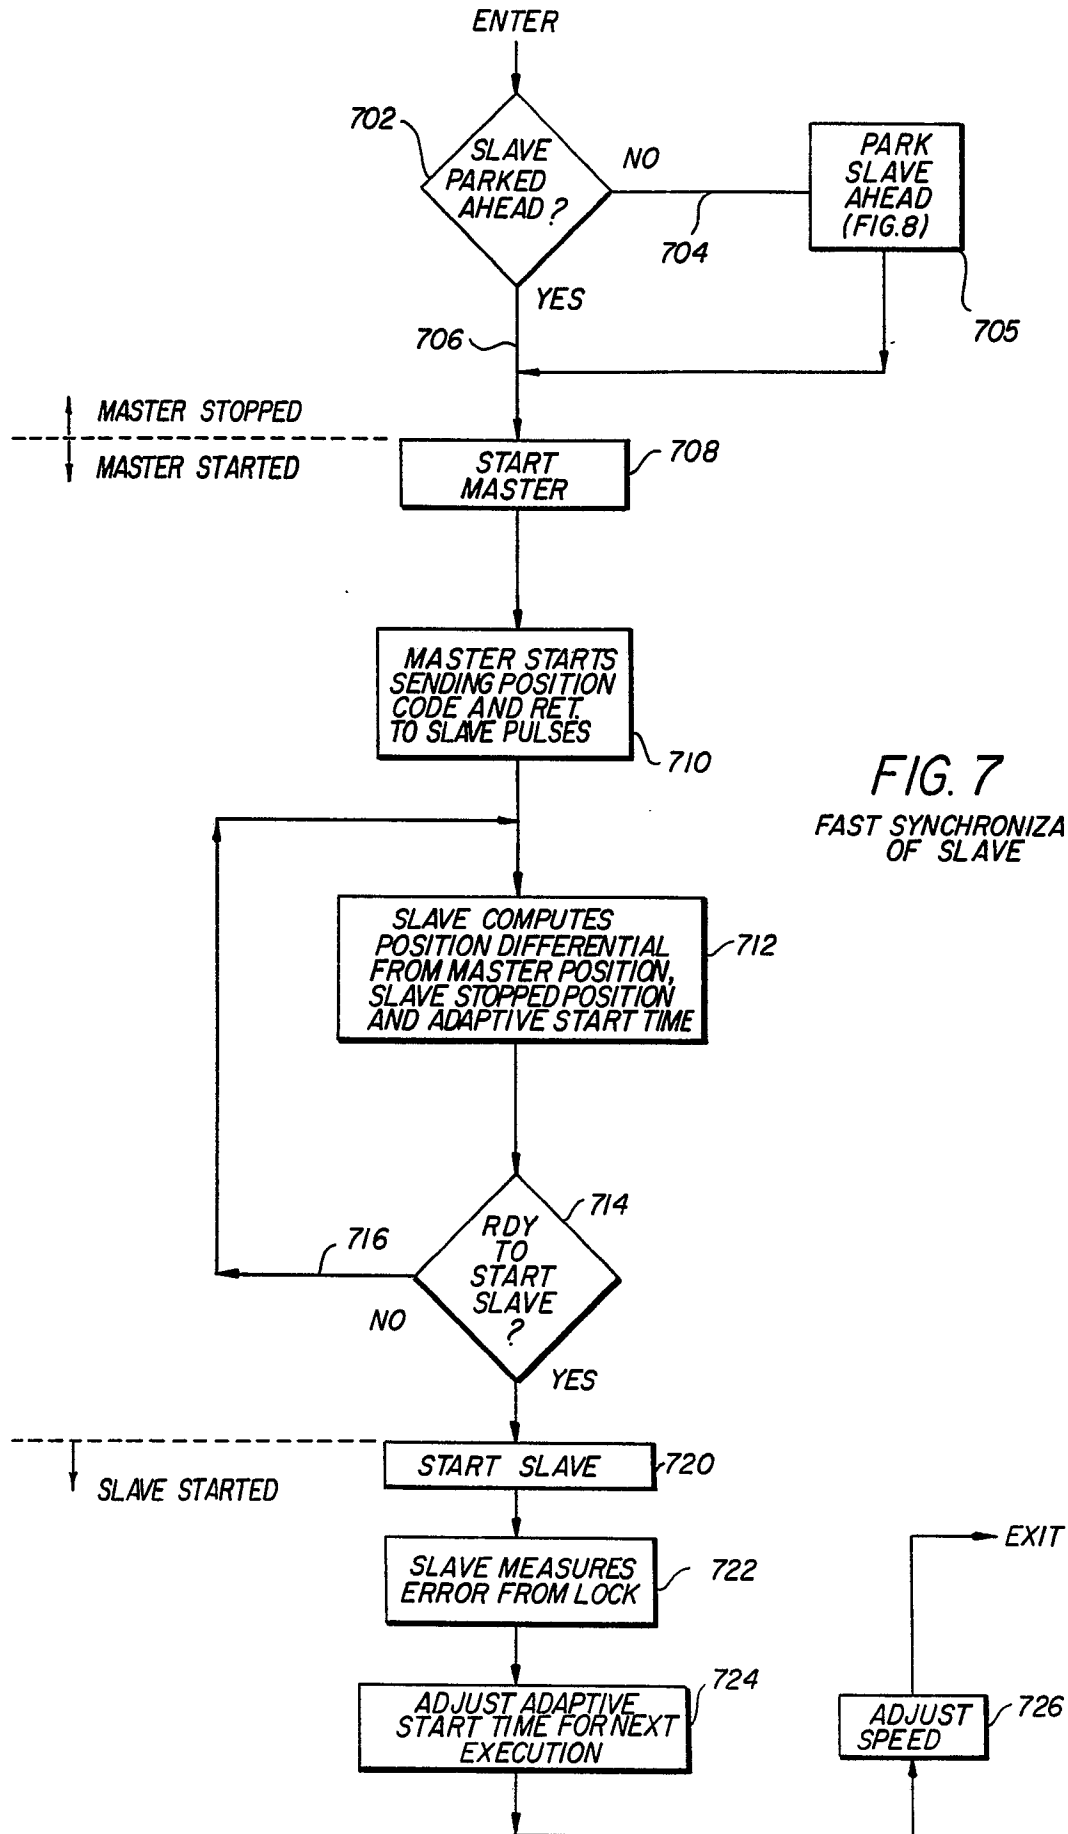 ENTER
702
SLAVE
PARKED
AHEAD?
NO
704
PARK
SLAVE
AHEAD
(FIG.8)
705
YES
706
MASTER STOPPED
MASTER STARTED
START
MASTER
708
MASTER STARTS
SENDING POSITION
CODE AND RET.
TO SLAVE PULSES
710
FIG. 7
FAST SYNCHRONIZA
OF SLAVE
SLAVE COMPUTES
POSITION DIFFERENTIAL
FROM MASTER POSITION,
SLAVE STOPPED POSITION
AND ADAPTIVE START TIME
712
RDY
TO
START
SLAVE
?
714
716
NO
YES
START SLAVE
720
SLAVE STARTED
SLAVE MEASURES
ERROR FROM LOCK
722
ADJUST ADAPTIVE
START TIME FOR NEXT
EXECUTION
724
EXIT
ADJUST
SPEED
726